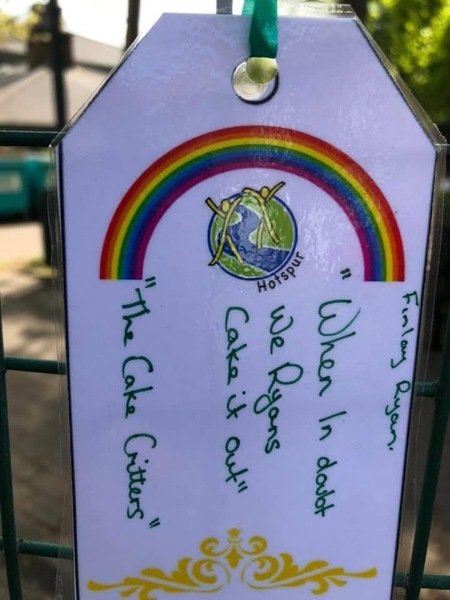 Hotspur
Finlay Ryan.
"When In doubt
We Ryans
Cake it out"
"The Cake Critters"